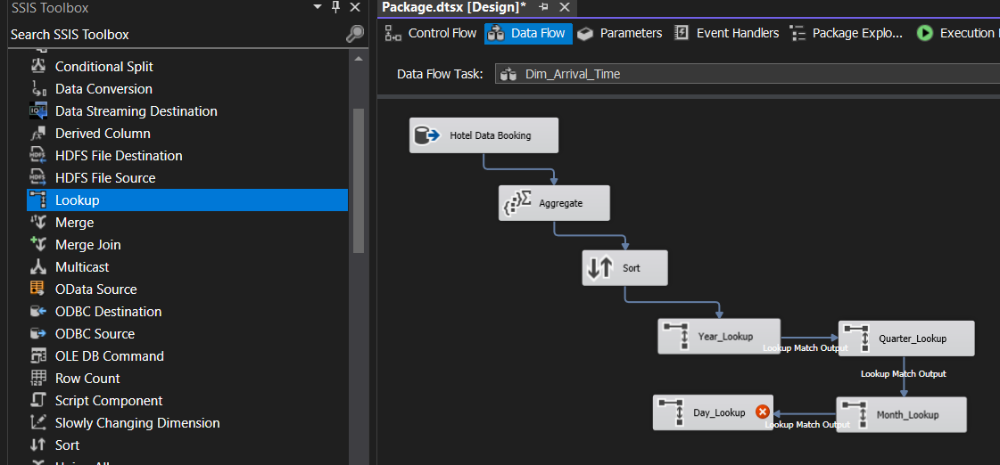 SSIS Toolbox
Search SSIS Toolbox
Conditional Split
Data Conversion
Data Streaming Destination
Derived Column
HDFS File Destination
HDFS File Source
Lookup
Merge
Merge Join
Multicast
OData Source
ODBC Destination
ODBC Source
OLE DB Command
Row Count
Script Component
Slowly Changing Dimension
Sort
Package.dtsx [Design]*
Control Flow
Data Flow
Parameters
Event Handlers
Package Explo...
Execution
Data Flow Task:
Dim_Arrival_Time
Hotel Data Booking
Aggregate
Sort
Year_Lookup
Lookup Match Output
Quarter_Lookup
Lookup Match Output
Month_Lookup
Lookup Match Output
Day_Lookup